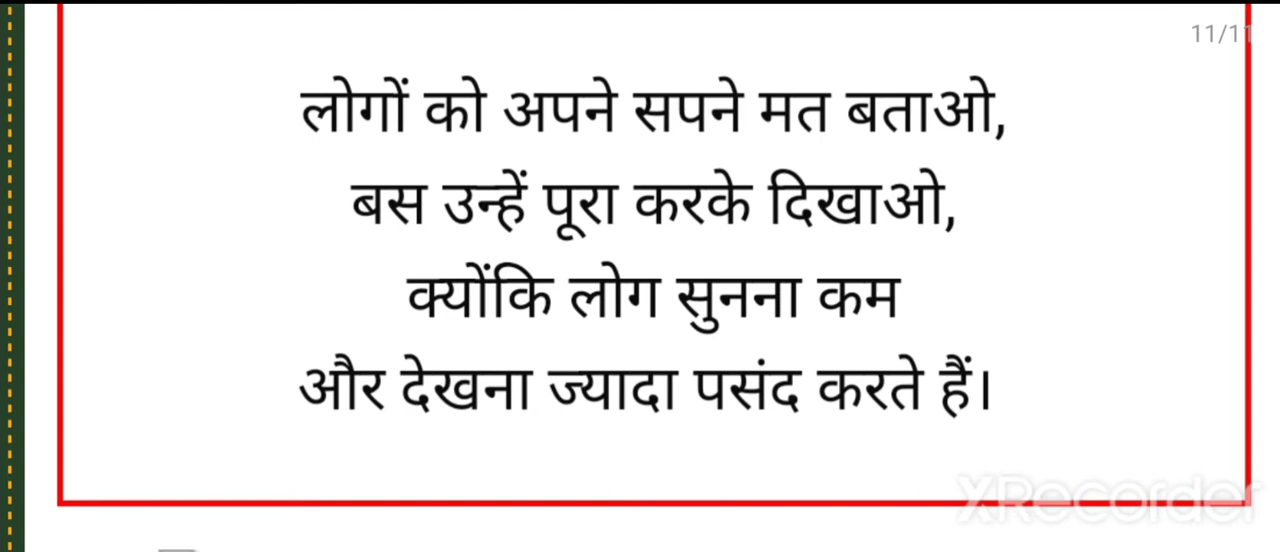 11/11
लोगों को अपने सपने मत बताओ,
बस उन्हें पूरा करके दिखाओ,
क्योंकि लोग सुनना कम
और देखना ज्यादा पसंद करते हैं।
XRecorder